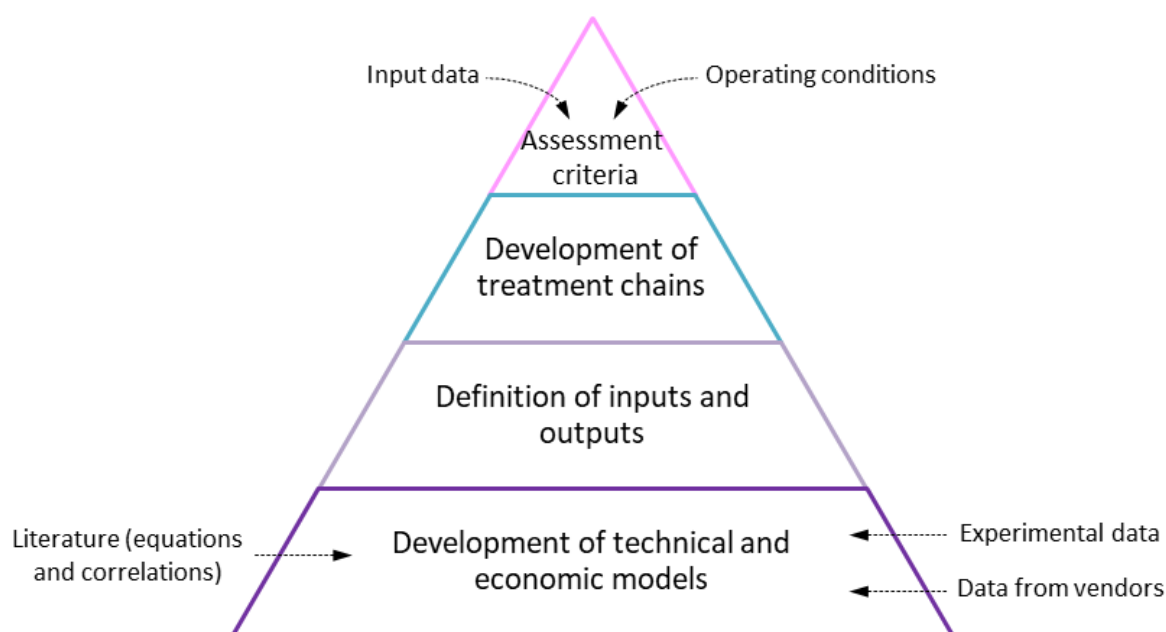 Input data
Operating conditions
Assessment
criteria
Development of
treatment chains
Definition of inputs and
outputs
Literature (equations
and correlations)
Development of technical and
economic models
Experimental data
Data from vendors